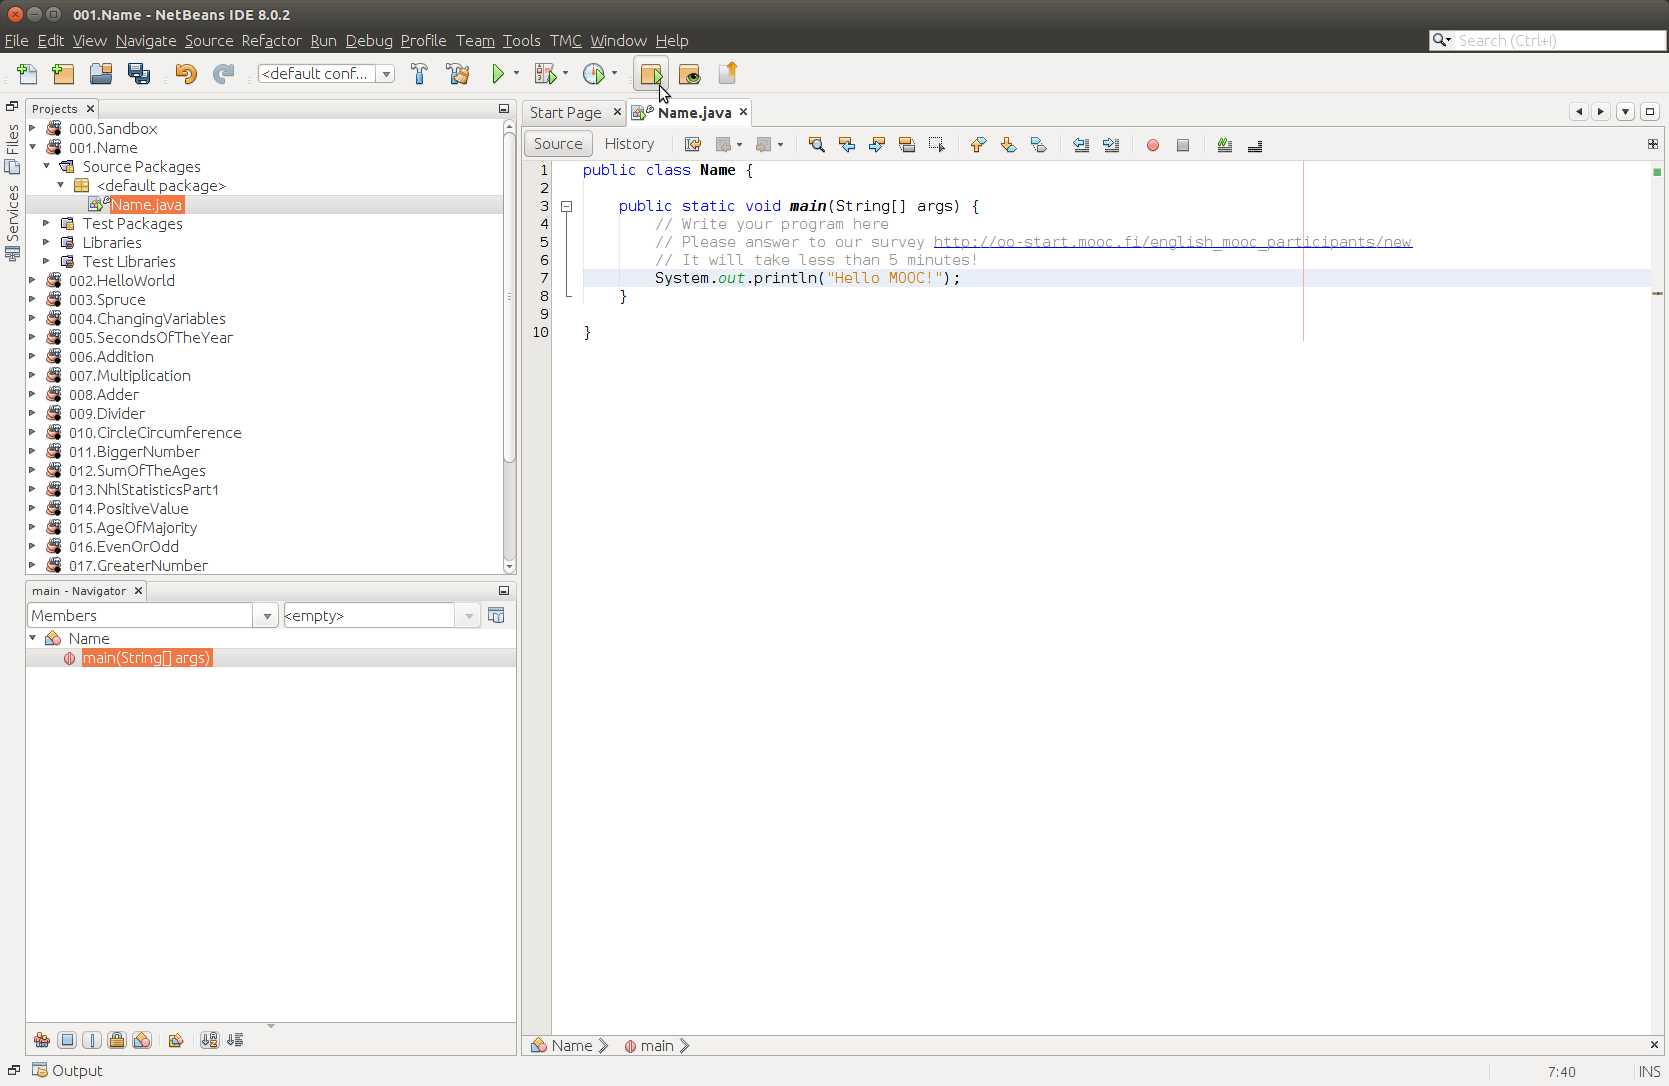 001.Name - NetBeans IDE 8.0.2
File Edit View Navigate Source Refactor Run Debug Profile Team Tools TMC Window Help
Search (Ctrl+I)
<default conf...
Files
Services
Projects
000.Sandbox
001.Name
Source Packages
<default package>
Name.java
Test Packages
Libraries
Test Libraries
002.HelloWorld
003.Spruce
004.ChangingVariables
005.SecondsOfTheYear
006.Addition
007.Multiplication
008.Adder
009.Divider
010.CircleCircumference
011.BiggerNumber
012.SumOfTheAges
013.NhlStatisticsPart1
014.PositiveValue
015.AgeOfMajority
016.EvenOrOdd
017.GreaterNumber
main - Navigator
Members <empty>
Name
main(String[] args)
Start Page Name.java
Source History
1 public class Name {
2
3 public static void main(String[] args) {
4 // Write your program here
5 // Please answer to our survey http://oo-start.mooc.fi/english_mooc_participants/new
6 // It will take less than 5 minutes!
7 System.out.println("Hello MOOC!");
8 }
9
10 }
Name main
Output
7:40 INS